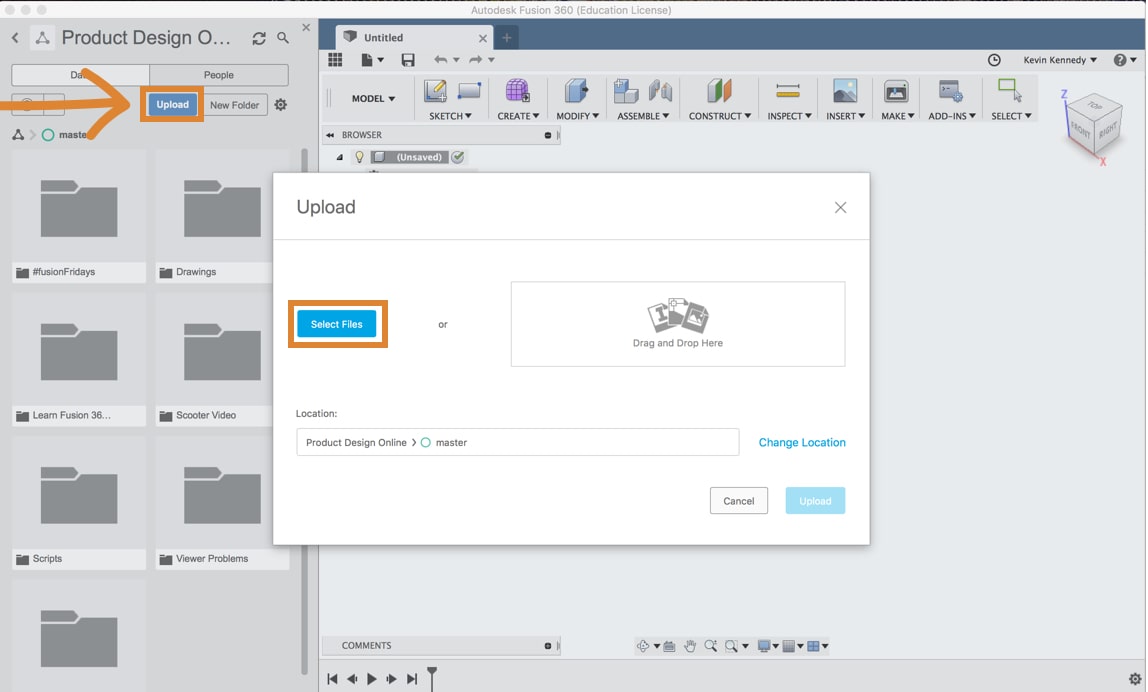 Autodesk Fusion 360 (Education License)
Product Design O...
Untitled
Kevin Kennedy
People
Upload
New Folder
master
MODEL
SKETCH
CREATE
MODIFY
ASSEMBLE
CONSTRUCT
INSPECT
INSERT
MAKE
ADD-INS
SELECT
Z
TOP
FRONT
RIGHT
X
BROWSER
(Unsaved)
#fusionFridays
Drawings
Learn Fusion 36...
Scooter Video
Scripts
Viewer Problems
Upload
Select Files
or
Drag and Drop Here
Location:
Product Design Online > master
Change Location
Cancel
Upload
COMMENTS